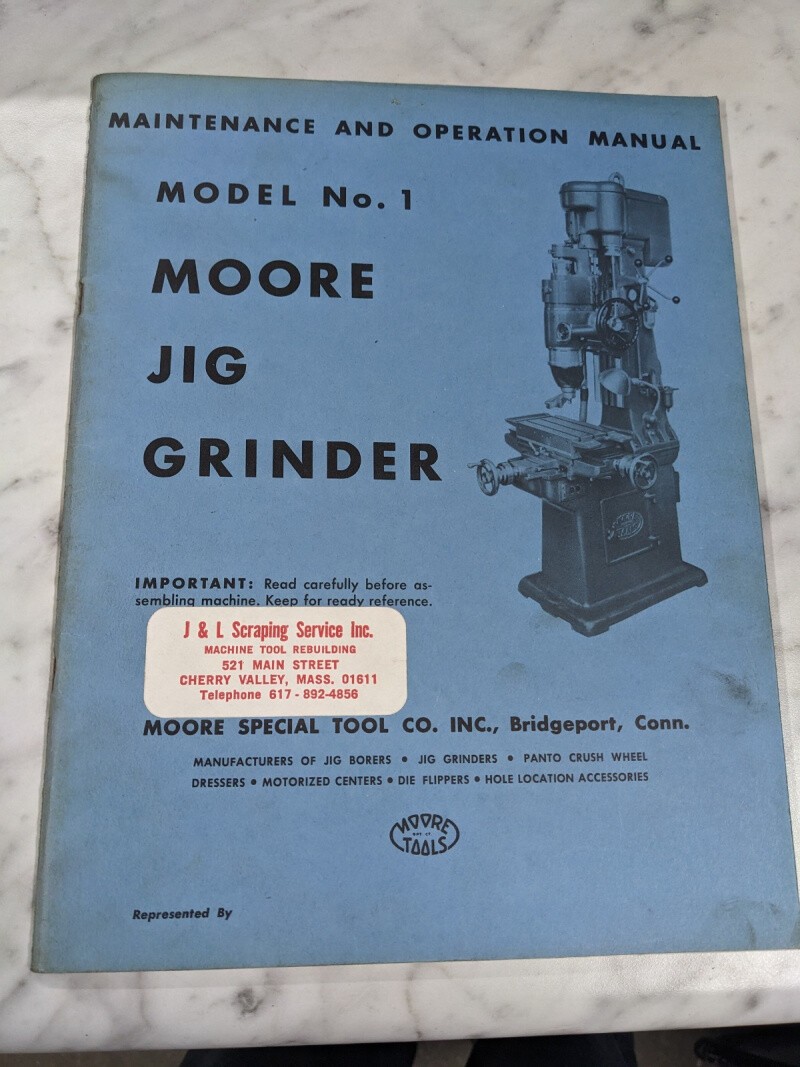 MAINTENANCE AND OPERATION MANUAL
MODEL No. 1
MOORE
JIG
GRINDER
IMPORTANT: Read carefully before as-
sembling machine. Keep for ready reference.
J & L Scraping Service Inc.
MACHINE TOOL REBUILDING
521 MAIN STREET
CHERRY VALLEY, MASS. 01611
Telephone 617 - 892-4856
MOORE SPECIAL TOOL CO. INC., Bridgeport, Conn.
MANUFACTURERS OF JIG BORERS • JIG GRINDERS • PANTO CRUSH WHEEL
DRESSERS • MOTORIZED CENTERS • DIE FLIPPERS • HOLE LOCATION ACCESSORIES
MOORE
TOOLS
Represented By